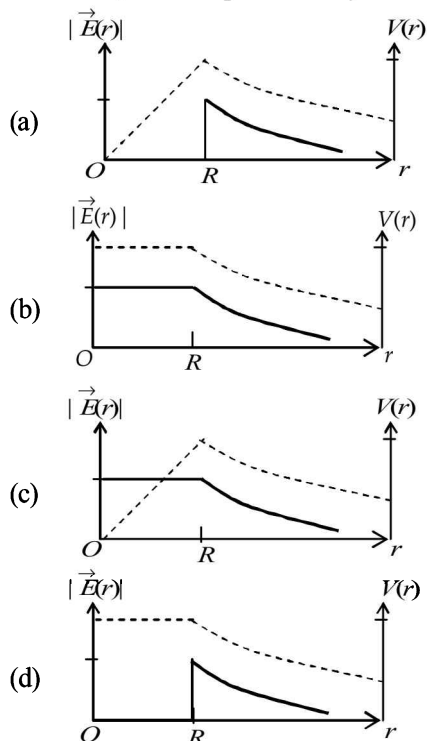 |E⃗(r)| V(r)
(a)
O R r
|E⃗(r)| V(r)
(b)
O R r
|E⃗(r)| V(r)
(c)
O R r
|E⃗(r)| V(r)
(d)
O R r